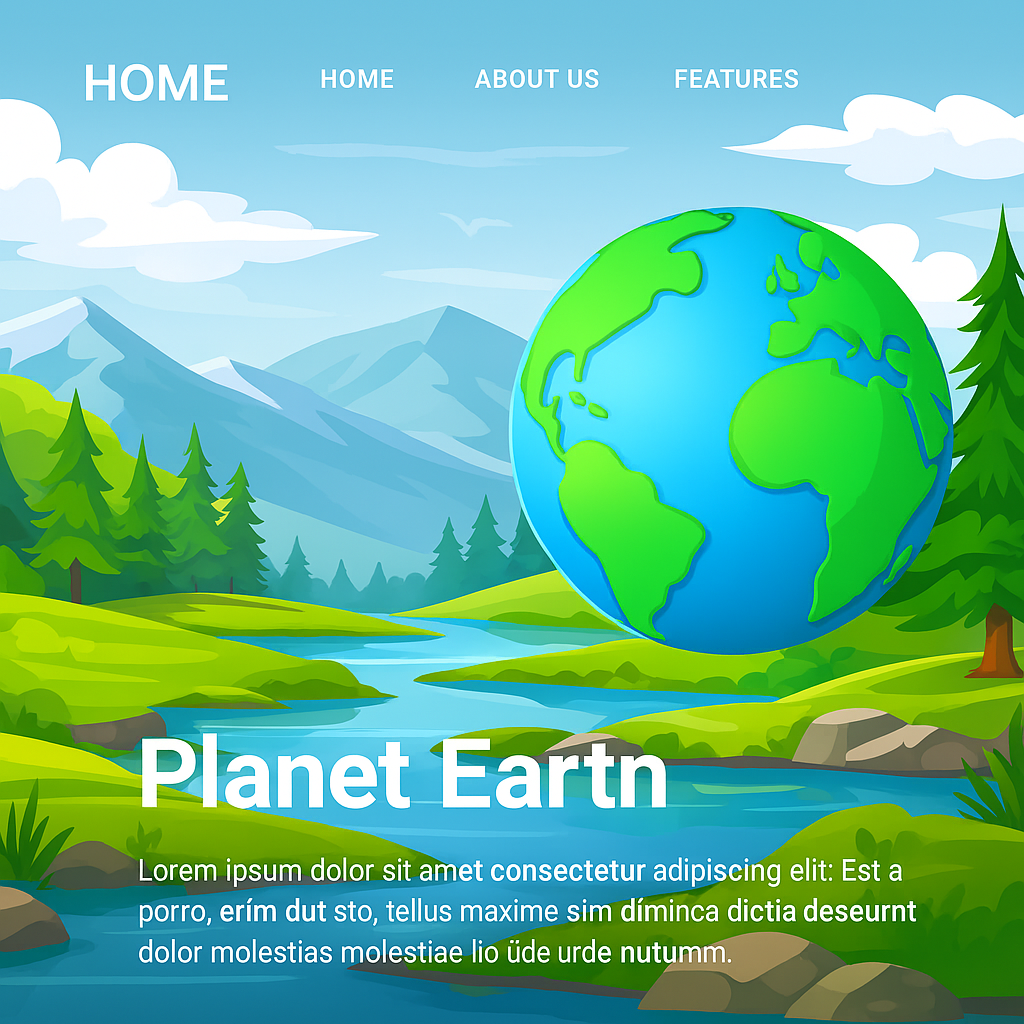 HOME
HOME ABOUT US FEATURES
Planet Eartn
Lorem ipsum dolor sit amet consectetur adipiscing elit: Est a
porro, erím dut sto, tellus maxime sim díminca dictia deseurnt
dolor molestias molestiae lio üde urde nutumm.